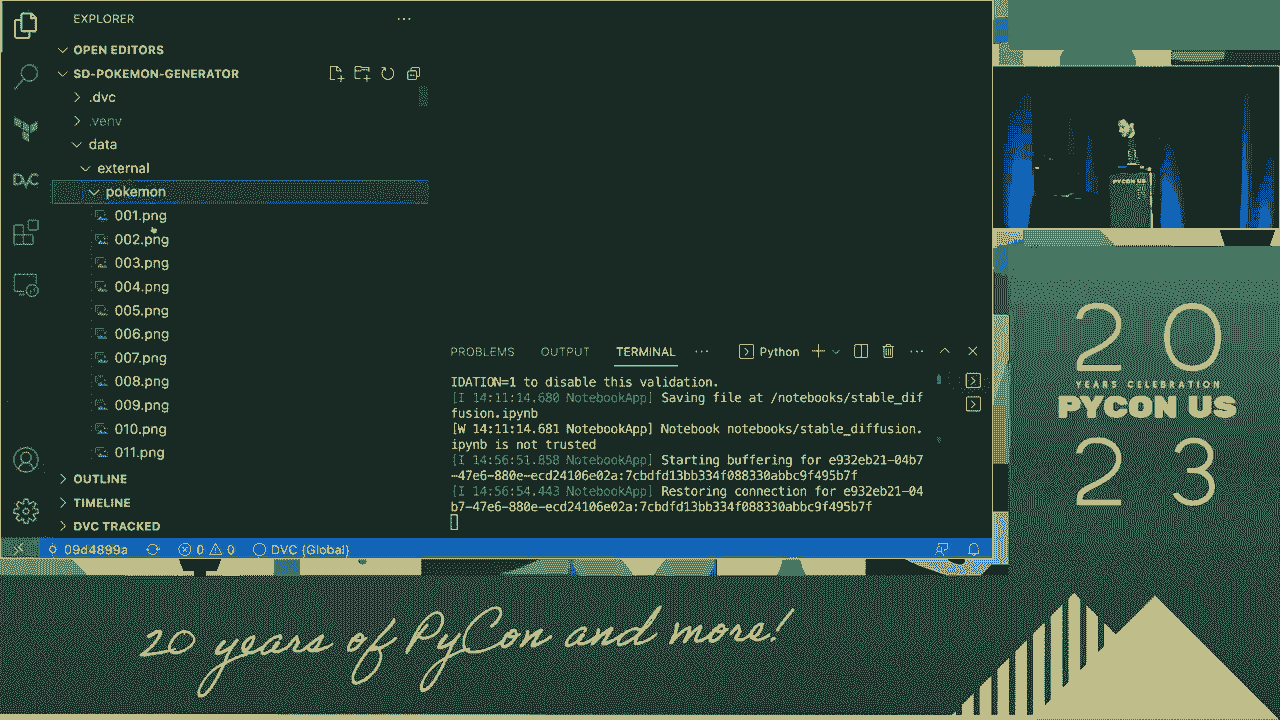 EXPLORER
OPEN EDITORS
SD-POKEMON-GENERATOR
.dvc
.venv
data
external
pokemon
001.png
002.png
003.png
004.png
005.png
006.png
007.png
008.png
009.png
010.png
011.png
OUTLINE
TIMELINE
DVC TRACKED
DVC
PROBLEMS OUTPUT TERMINAL Python
IDATION=1 to disable this validation.
[I 14:11:14.680 NotebookApp] Saving file at /notebooks/stable_dif
fusion.ipynb
[W 14:11:14.681 NotebookApp] Notebook notebooks/stable_diffusion.
ipynb is not trusted
[I 14:56:51.858 NotebookApp] Starting buffering for e932eb21-04b7
-47e6-880e-ecd24106e02a:7cbdfd13bb334f088330abbc9f495b7f
[I 14:56:54.443 NotebookApp] Restoring connection for e932eb21-04
b7-47e6-880e-ecd24106e02a:7cbdfd13bb334f088330abbc9f495b7f
09d4899a 0 0 DVC (Global)
PYCON US
20
YEARS CELEBRATION
PYCON US
23
20 years of PyCon and more!